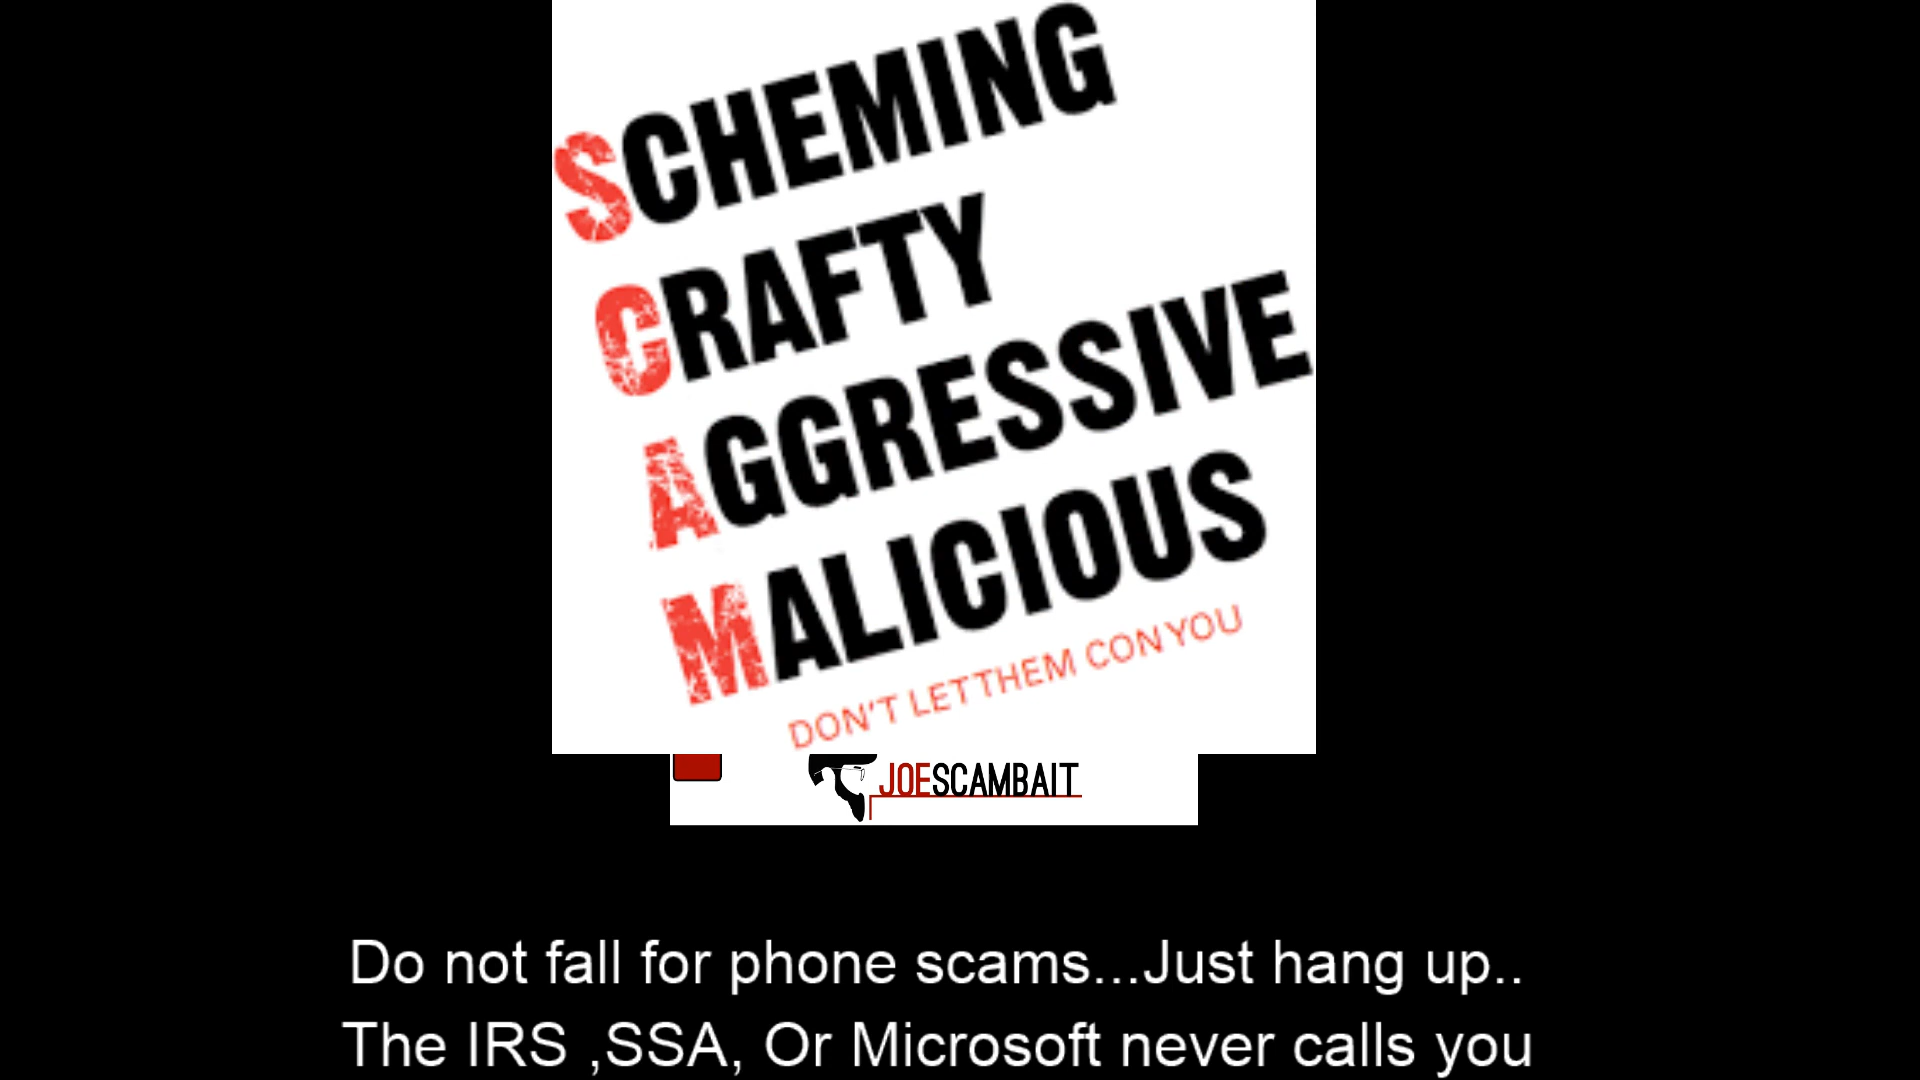 SCHEMING
CRAFTY
AGGRESSIVE
MALICIOUS
DON'T LET THEM CON YOU
JOESCAMBAIT
Do not fall for phone scams...Just hang up..
The IRS ,SSA, Or Microsoft never calls you